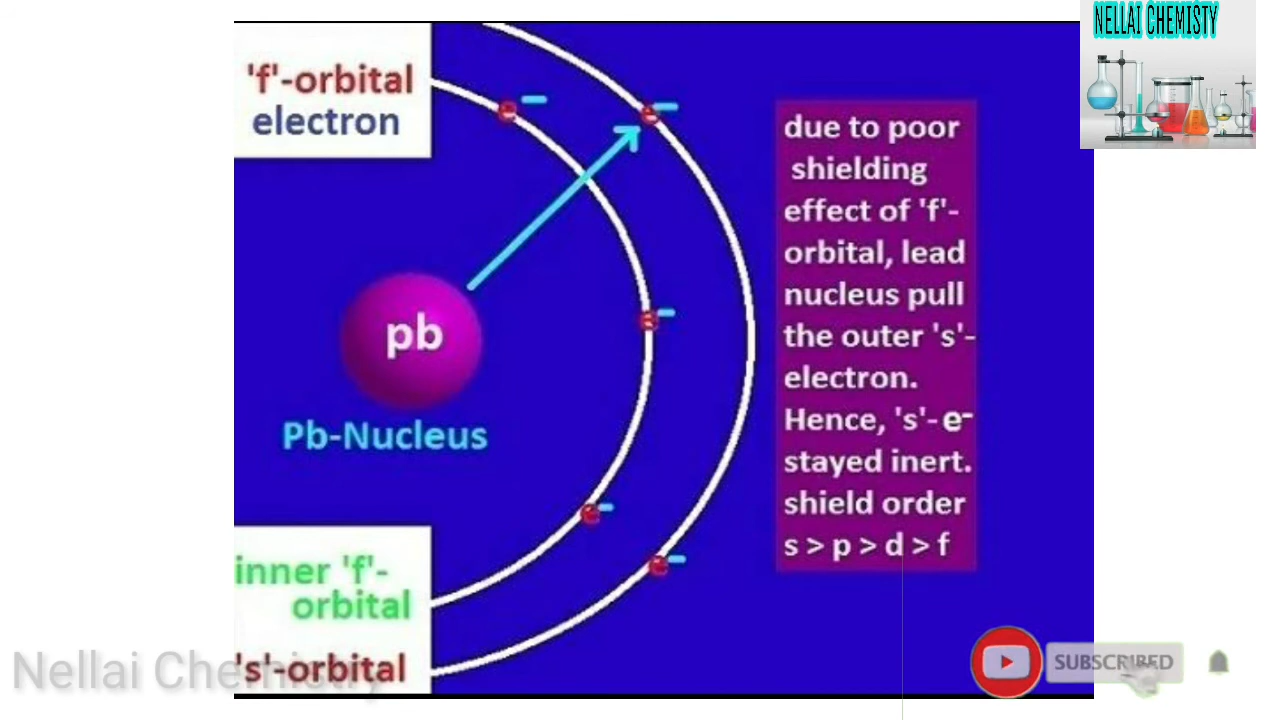 NELLAI CHEMISTY
'f'-orbital
electron
due to poor
shielding
effect of 'f'-
orbital, lead
nucleus pull
the outer 's'-
electron.
Hence, 's'-e-
stayed inert.
shield order
s > p > d > f
pb
Pb-Nucleus
inner 'f'-
orbital
's'-orbital
Nellai Chemistry
SUBSCRIBED